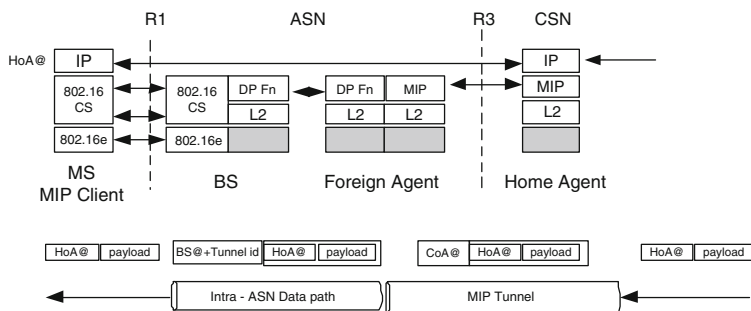 R1 ASN R3 CSN
HoA@ IP IP
802.16 CS 802.16 CS DP Fn DP Fn MIP MIP
L2 L2 L2 L2
802.16e 802.16e
MS MIP Client BS Foreign Agent Home Agent
HoA@ payload BS@+Tunnel id HoA@ payload CoA@ HoA@ payload HoA@ payload
Intra - ASN Data path MIP Tunnel